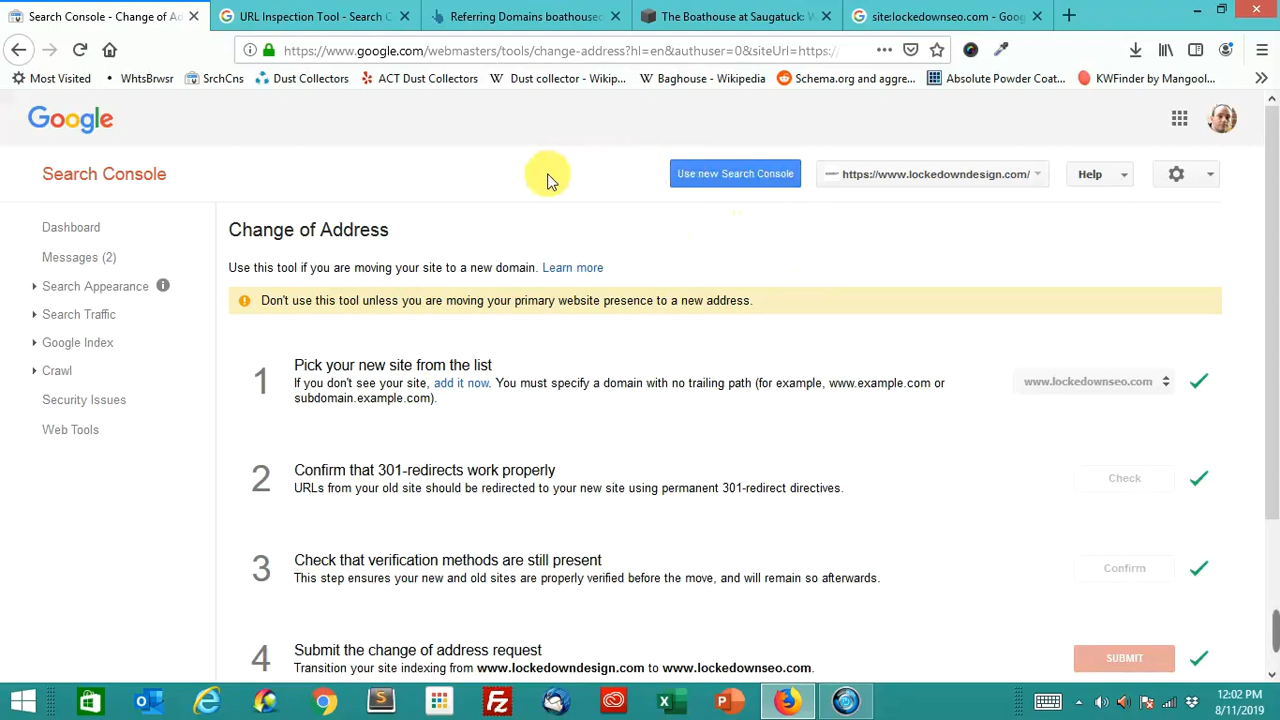 Search Console - Change of Ad
URL Inspection Tool - Search C
Referring Domains boathoused
The Boathouse at Saugatuck: W
site:lockedownseo.com - Goog
https://www.google.com/webmasters/tools/change-address?hl=en&authuser=0&siteUrl=https:/
Most Visited
WhtsBrwsr
SrchCns
Dust Collectors
ACT Dust Collectors
Dust collector - Wikip...
Baghouse - Wikipedia
Schema.org and aggre...
Absolute Powder Coat...
KWFinder by Mangool...
Google
Search Console
Use new Search Console
https://www.lockedowndesign.com/
Help
Dashboard
Messages (2)
Search Appearance
Search Traffic
Google Index
Crawl
Security Issues
Web Tools
Change of Address
Use this tool if you are moving your site to a new domain. Learn more
Don't use this tool unless you are moving your primary website presence to a new address.
1
Pick your new site from the list
If you don't see your site, add it now. You must specify a domain with no trailing path (for example, www.example.com or
subdomain.example.com).
www.lockedownseo.com
2
Confirm that 301-redirects work properly
URLs from your old site should be redirected to your new site using permanent 301-redirect directives.
Check
3
Check that verification methods are still present
This step ensures your new and old sites are properly verified before the move, and will remain so afterwards.
Confirm
4
Submit the change of address request
Transition your site indexing from www.lockedowndesign.com to www.lockedownseo.com.
SUBMIT
12:02 PM
8/11/2019